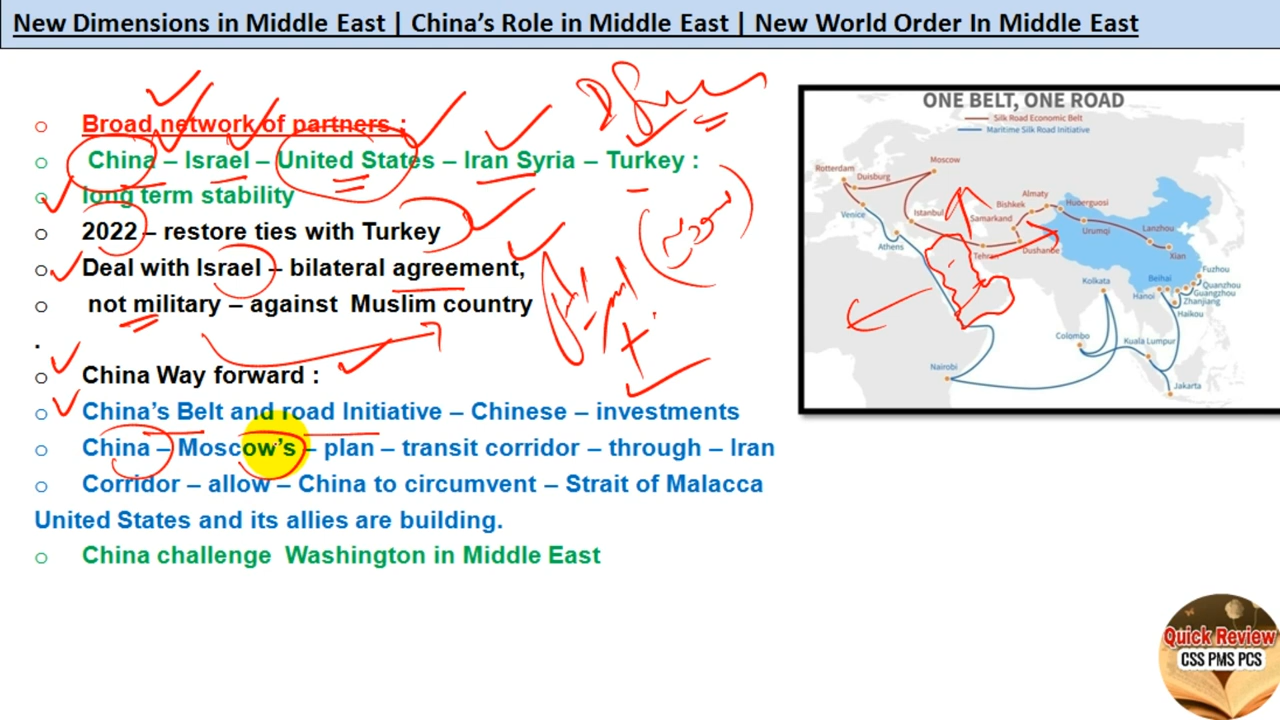 New Dimensions in Middle East | China's Role in Middle East | New World Order In Middle East
Broad network of partners :
China – Israel – United States – Iran Syria – Turkey :
long term stability
2022 – restore ties with Turkey
Deal with Israel – bilateral agreement,
not military – against Muslim country
.
China Way forward :
China's Belt and road Initiative – Chinese – investments
China – Moscow's – plan – transit corridor – through – Iran
Corridor – allow – China to circumvent – Strait of Malacca
United States and its allies are building.
China challenge Washington in Middle East
ONE BELT, ONE ROAD
Silk Road Economic Belt
Maritime Silk Road Initiative
Moscow
Rotterdam
Duisburg
Almaty
Bishkek
Huoerguosi
Venice
Istanbul
Samarkand
Urumqi
Lanzhou
Athens
Tehran
Dushanbe
Xian
Fuzhou
Kolkata
Beihai
Quanzhou
Hanoi
Guangzhou
Zhanjiang
Haikou
Colombo
Kuala Lumpur
Nairobi
Jakarta
Quick Review
CSS PMS PCS